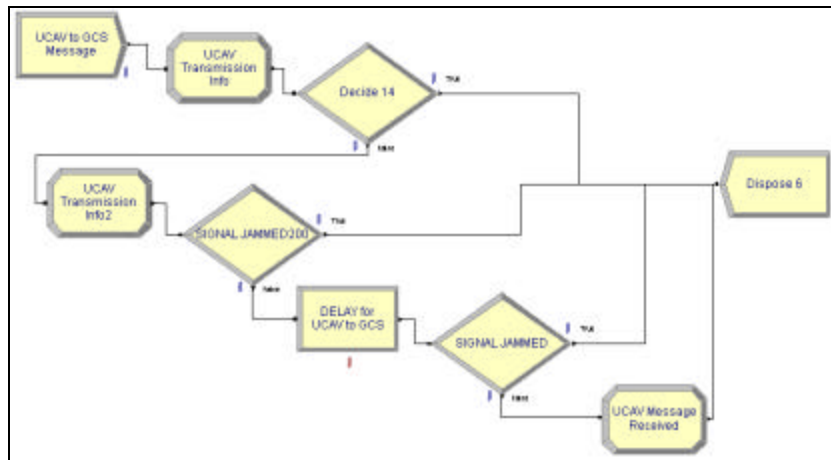 UCAV to GCS
Message
UCAV
Transmission
Info
Decide 14
True
False
UCAV
Transmission
Info2
SIGNAL JAMMED200
True
False
DELAY for
UCAV to GCS
SIGNAL JAMMED
True
False
UCAV Message
Received
Dispose 6